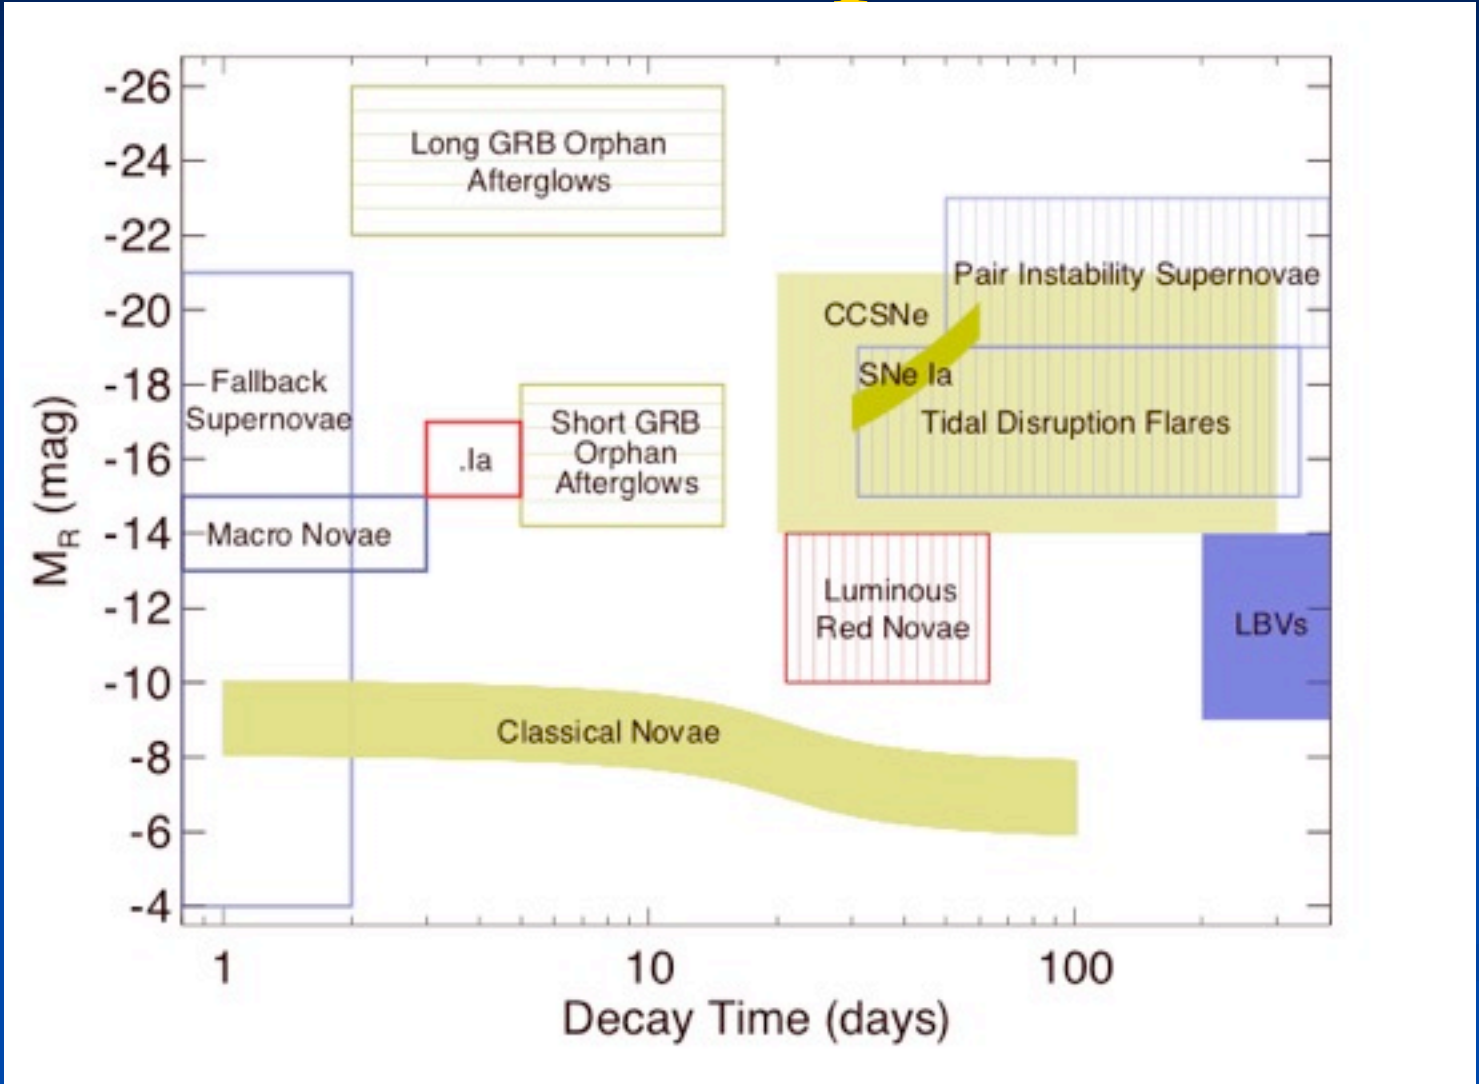 -26
-24
-22
-20
-18
-16
-14
-12
-10
-8
-6
-4
M_R (mag)
Long GRB Orphan
Afterglows
Pair Instability Supernovae
CCSNe
SNe Ia
Tidal Disruption Flares
Fallback
Supernovae
.Ia
Short GRB
Orphan
Afterglows
Macro Novae
Luminous
Red Novae
LBVs
Classical Novae
1
10
100
Decay Time (days)